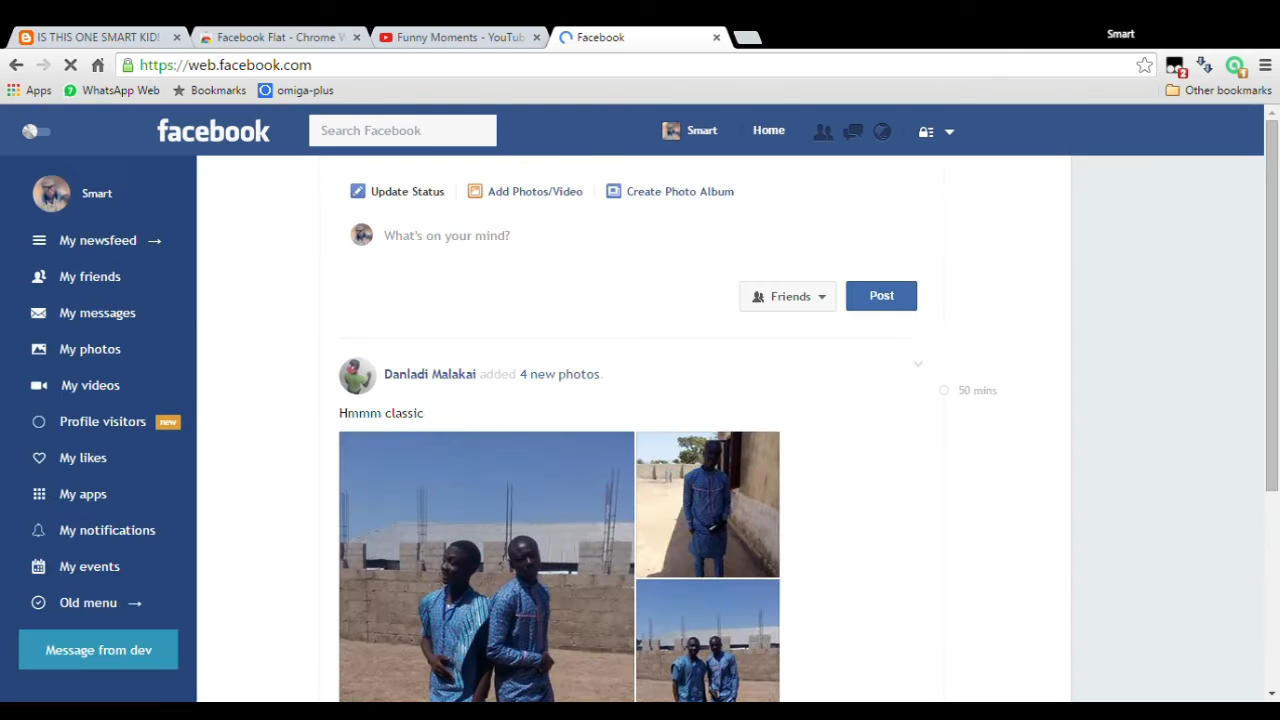 IS THIS ONE SMART KID!
Facebook Flat - Chrome W
Funny Moments - YouTub
Facebook
Smart
https://web.facebook.com
2
1
Apps
WhatsApp Web
Bookmarks
omiga-plus
Other bookmarks
facebook
Search Facebook
Smart
Home
Smart
My newsfeed →
My friends
My messages
My photos
My videos
Profile visitors new
My likes
My apps
My notifications
My events
Old menu →
Message from dev
Update Status
Add Photos/Video
Create Photo Album
What's on your mind?
Friends
Post
Danladi Malakai added 4 new photos.
50 mins
Hmmm classic